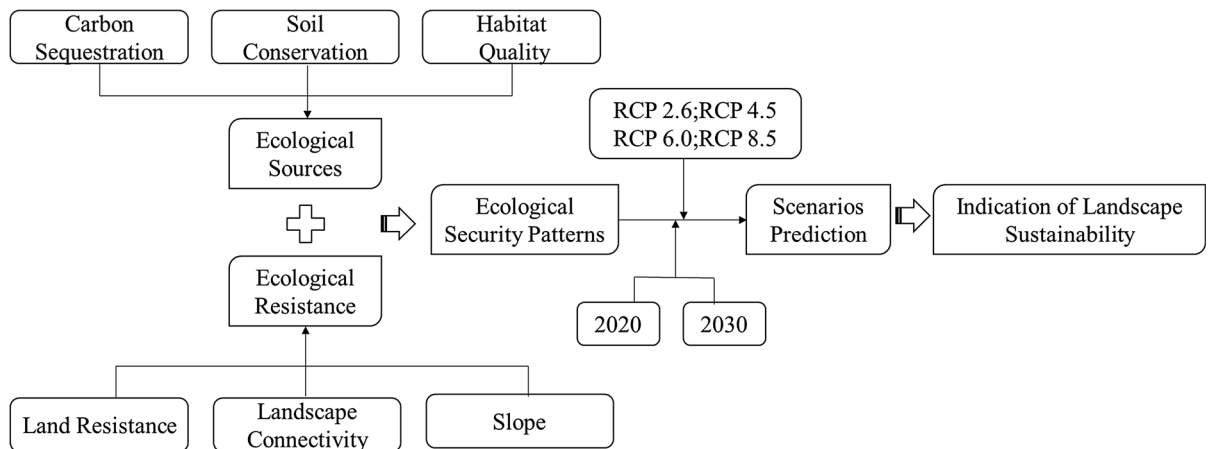 Carbon
Sequestration
Soil
Conservation
Habitat
Quality
Ecological
Sources
RCP 2.6;RCP 4.5
RCP 6.0;RCP 8.5
Ecological
Security Patterns
Scenarios
Prediction
Indication of Landscape
Sustainability
Ecological
Resistance
2020
2030
Land Resistance
Landscape
Connectivity
Slope